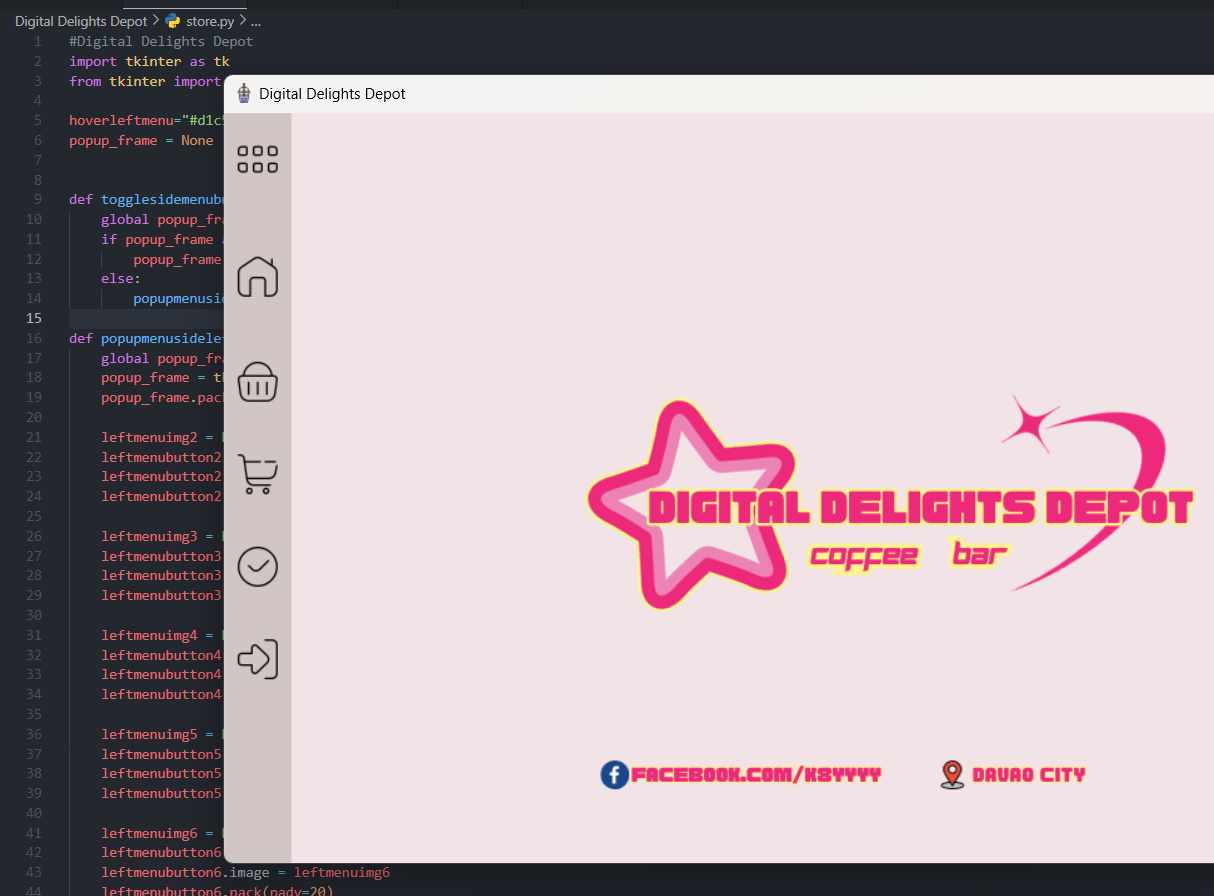 Digital Delights Depot > store.py > ...
1 #Digital Delights Depot
2 import tkinter as tk
3 from tkinter import
4
5 hoverleftmenu="#d1c
6 popup_frame = None
7
8
9 def togglesidemenub
10 global popup_fr
11 if popup_frame
12 popup_frame
13 else:
14 popupmenusi
15
16 def popupmenusidele
17 global popup_fr
18 popup_frame = t
19 popup_frame.pac
20
21 leftmenuimg2 =
22 leftmenubutton2
23 leftmenubutton2
24 leftmenubutton2
25
26 leftmenuimg3 =
27 leftmenubutton3
28 leftmenubutton3
29 leftmenubutton3
30
31 leftmenuimg4 =
32 leftmenubutton4
33 leftmenubutton4
34 leftmenubutton4
35
36 leftmenuimg5 =
37 leftmenubutton5
38 leftmenubutton5
39 leftmenubutton5
40
41 leftmenuimg6 =
42 leftmenubutton6
43 leftmenubutton6.image = leftmenuimg6
44 leftmenubutton6.pack(pady=20)
Digital Delights Depot
DIGITAL DELIGHTS DEPOT
coffee bar
FACEBOOK.COM/K8YYYY
DAVAO CITY